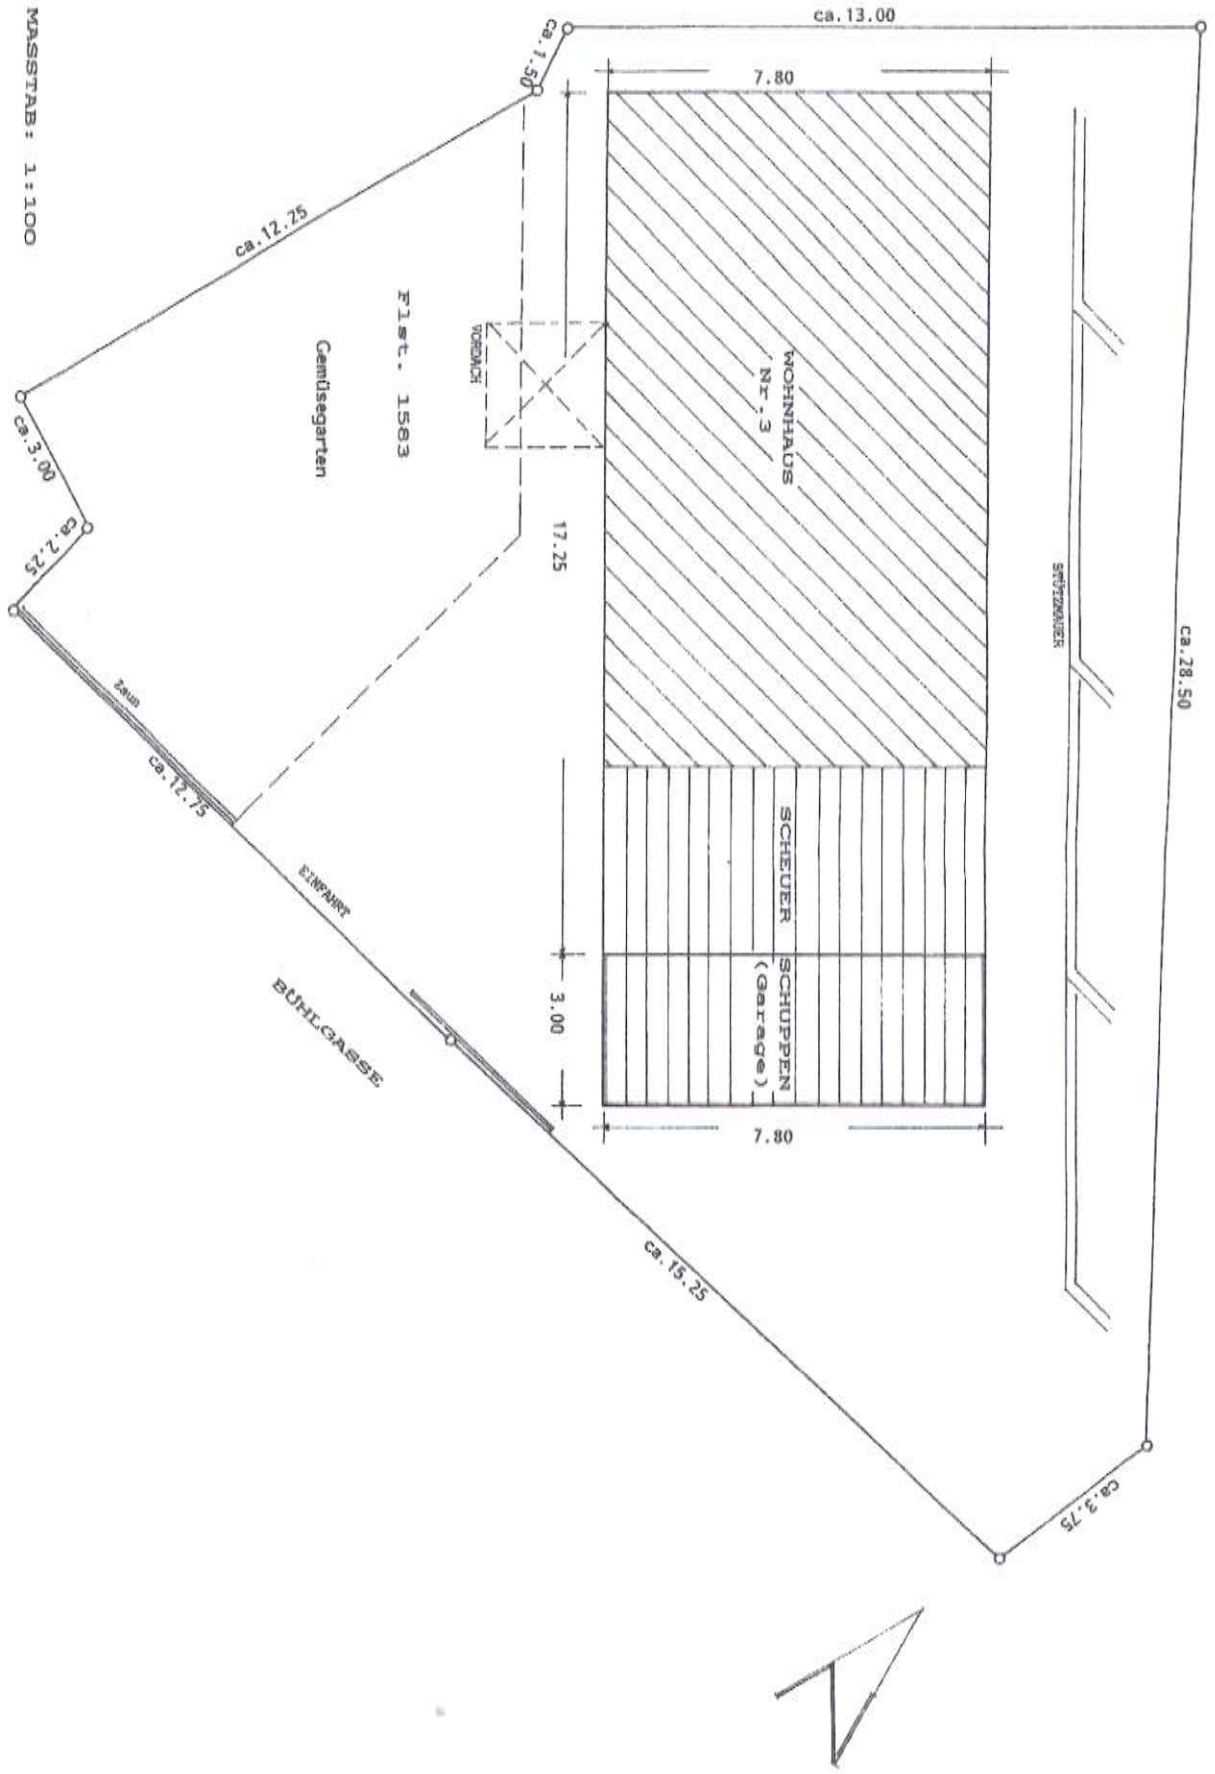 MASSTAB: 1:100
ca.13.00
ca.1.50
7.80
ca.12.25
Flst. 1583
Gemüsegarten
VORDACH
WOHNHAUS
Nr.3
17.25
STÜTZMAUER
ca.28.50
ca.3.00
ca.2.25
Zaun
ca.12.75
EINFAHRT
BÜHLGASSE
SCHEUER
SCHUPPEN
(Garage)
3.00
7.80
ca.15.25
ca.3.75